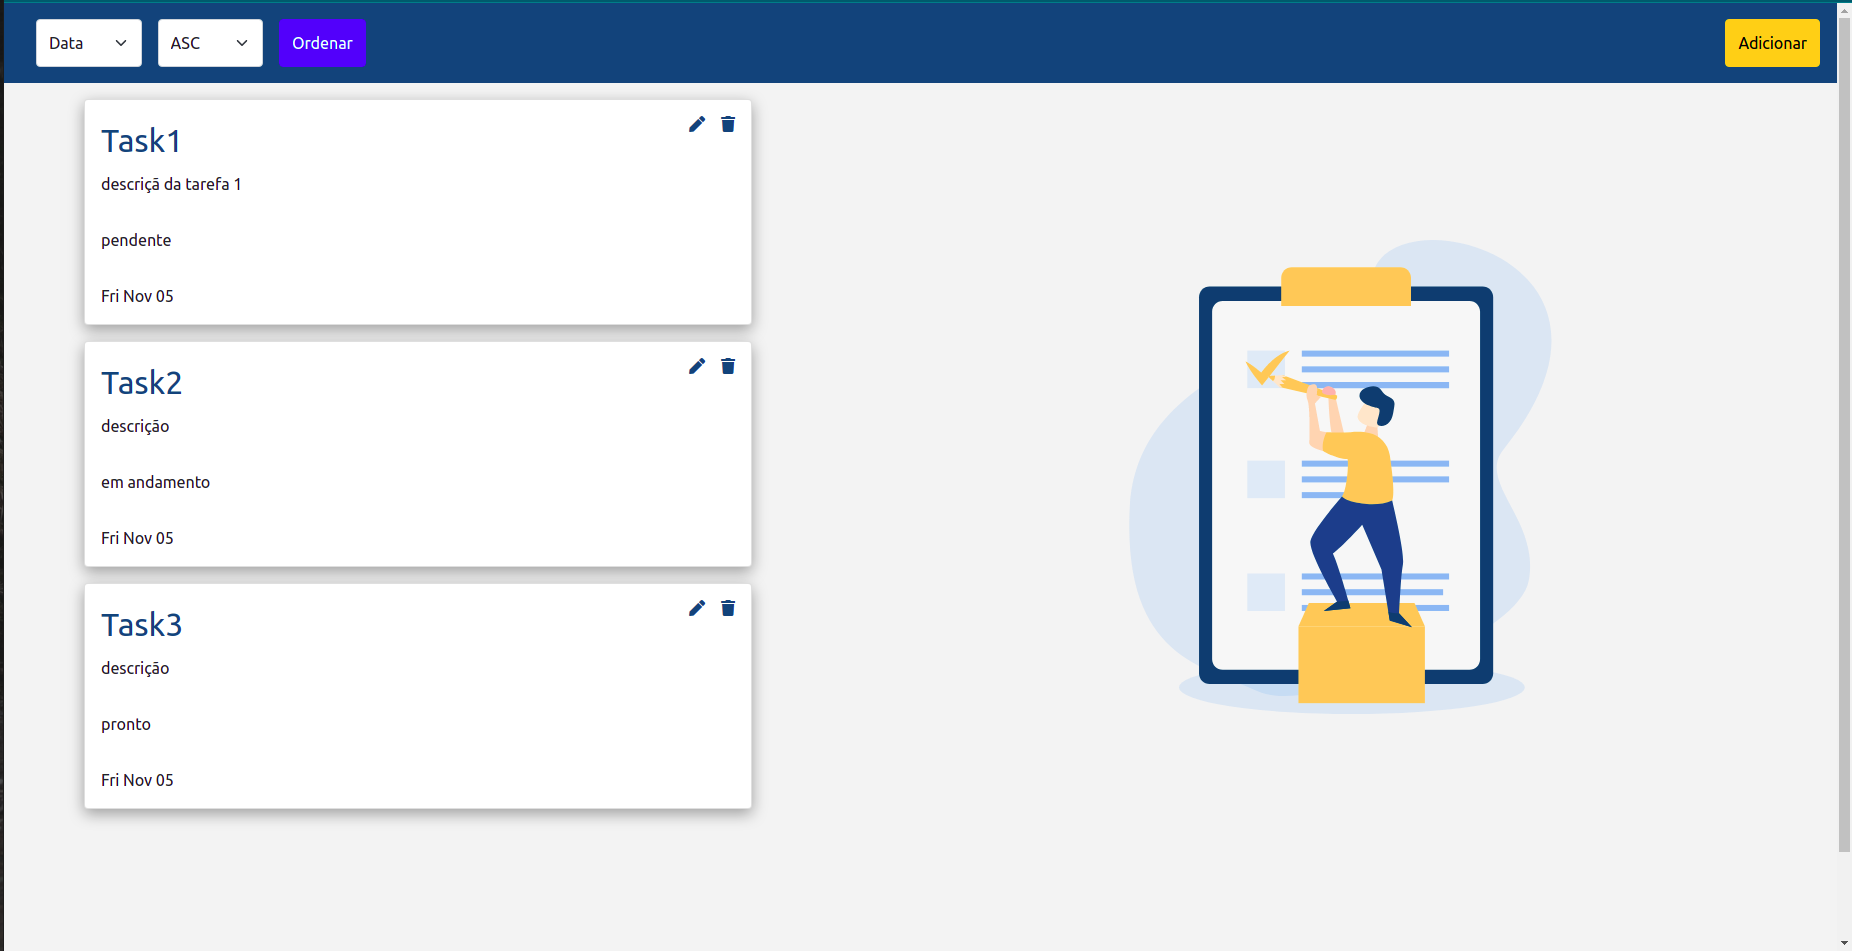 Data
ASC
Ordenar
Adicionar
Task1
descriçã da tarefa 1
pendente
Fri Nov 05
Task2
descrição
em andamento
Fri Nov 05
Task3
descrição
pronto
Fri Nov 05